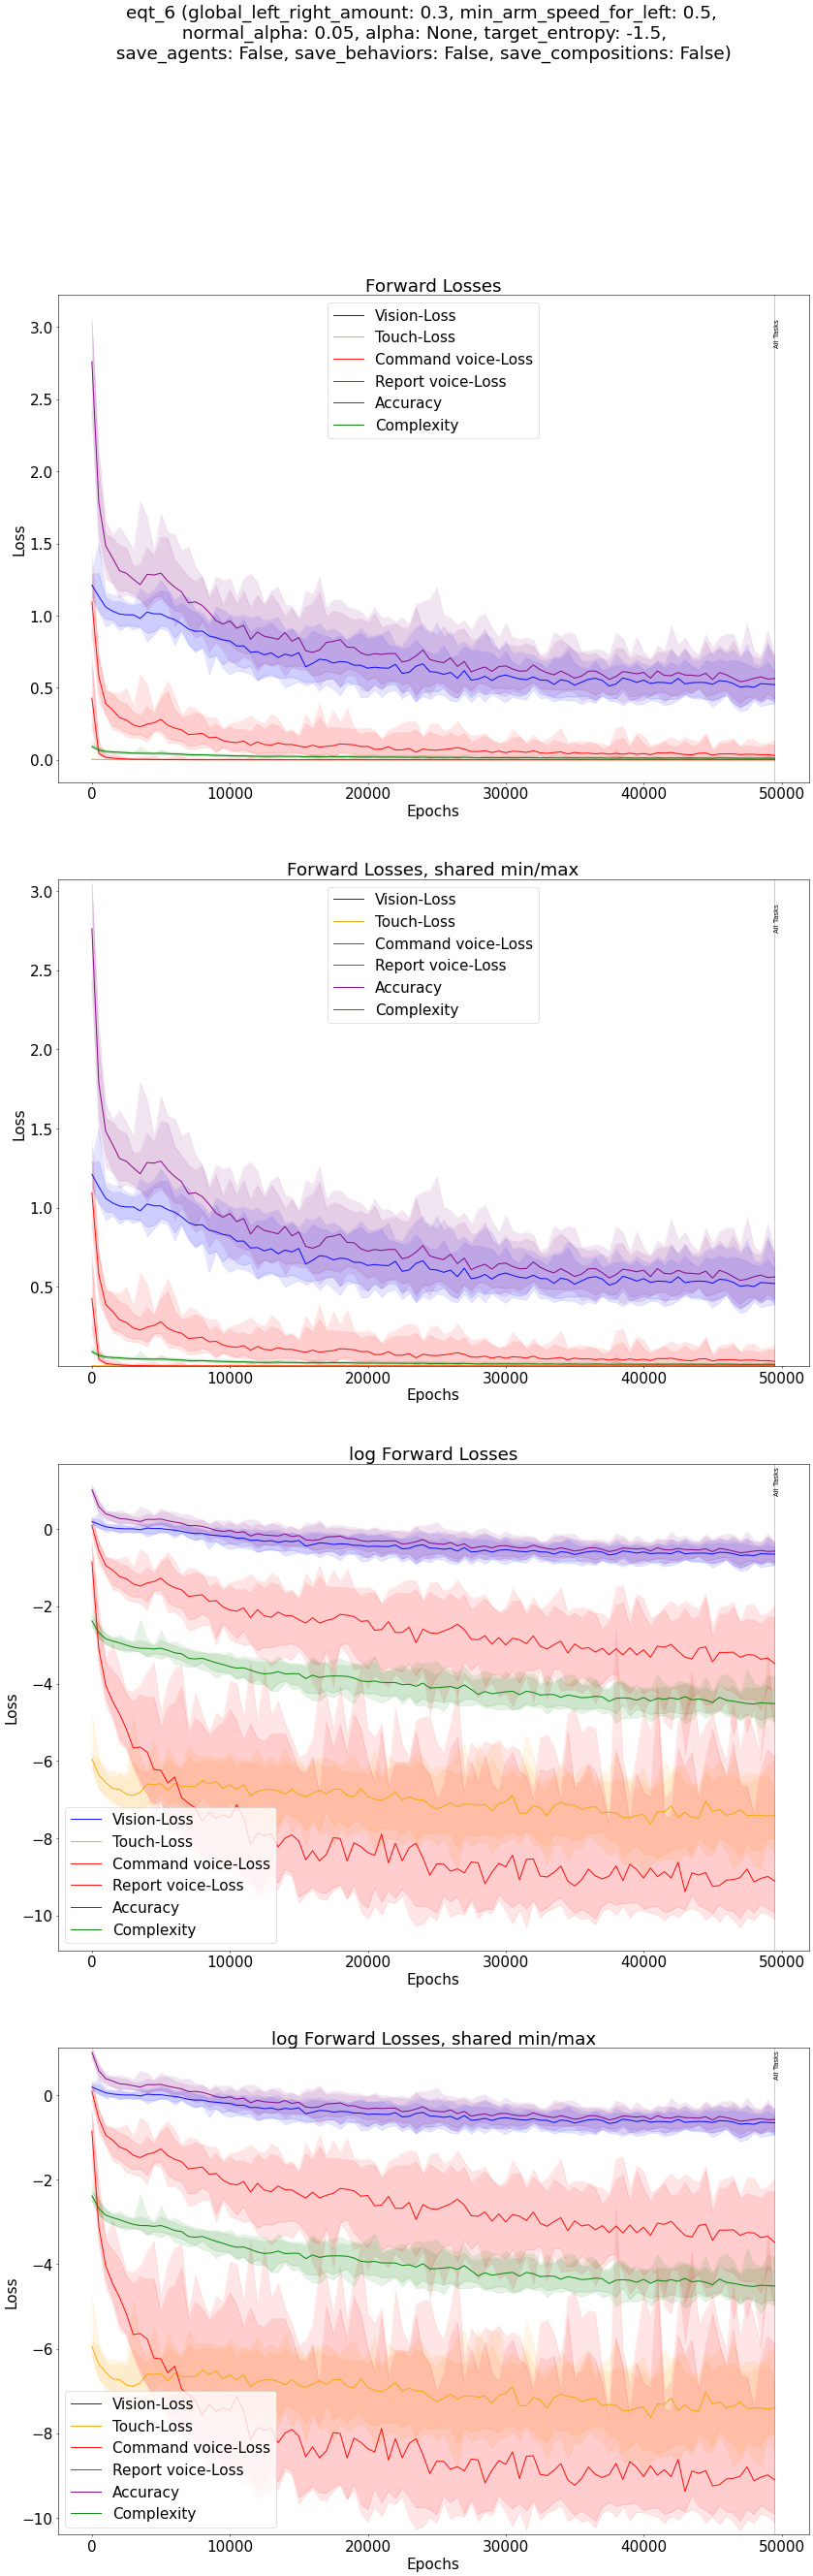 eqt_6 (global_left_right_amount: 0.3, min_arm_speed_for_left: 0.5,
normal_alpha: 0.05, alpha: None, target_entropy: -1.5,
save_agents: False, save_behaviors: False, save_compositions: False)
Forward Losses
Vision-Loss
Touch-Loss
Command voice-Loss
Report voice-Loss
Accuracy
Complexity
All Tasks
3.0
2.5
2.0
1.5
1.0
0.5
0.0
Loss
0 10000 20000 30000 40000 50000
Epochs
Forward Losses, shared min/max
Vision-Loss
Touch-Loss
Command voice-Loss
Report voice-Loss
Accuracy
Complexity
All Tasks
3.0
2.5
2.0
1.5
1.0
0.5
Loss
0 10000 20000 30000 40000 50000
Epochs
log Forward Losses
All Tasks
0
−2
−4
−6
−8
−10
Loss
Vision-Loss
Touch-Loss
Command voice-Loss
Report voice-Loss
Accuracy
Complexity
0 10000 20000 30000 40000 50000
Epochs
log Forward Losses, shared min/max
All Tasks
0
−2
−4
−6
−8
−10
Loss
Vision-Loss
Touch-Loss
Command voice-Loss
Report voice-Loss
Accuracy
Complexity
0 10000 20000 30000 40000 50000
Epochs